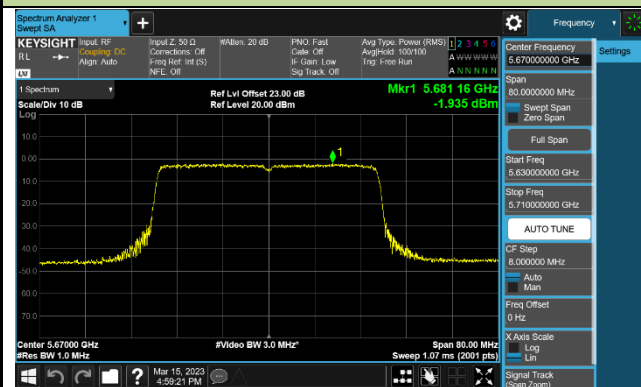 Spectrum Analyzer 1
Swept SA
+
Frequency
KEYSIGHT
RL
LXI
Input: RF
Coupling: DC
Align: Auto
Input Z: 50 Ω
Corrections: Off
Freq Ref: Int (S)
NFE: Off
#Atten: 20 dB
PNO: Fast
Gate: Off
IF Gain: Low
Sig Track: Off
Avg Type: Power (RMS)
Avg|Hold: 100/100
Trig: Free Run
1 2 3 4 5 6
A W W W W W
A N N N N N
1 Spectrum
Scale/Div 10 dB
Log
Ref Lvl Offset 23.00 dB
Ref Level 20.00 dBm
Mkr1 5.681 16 GHz
-1.935 dBm
1
10.0
0.00
-10.0
20.0
30.0
40.0
-50.0
60.0
70.0
Center 5.67000 GHz
#Res BW 1.0 MHz
#Video BW 3.0 MHz*
Span 80.00 MHz
Sweep 1.07 ms (2001 pts)
?
Mar 15, 2023
4:59:21 PM
Center Frequency
5.670000000 GHz
Settings
Span
80.0000000 MHz
Swept Span
Zero Span
Full Span
Start Freq
5.630000000 GHz
Stop Freq
5.710000000 GHz
AUTO TUNE
CF Step
8.000000 MHz
Auto
Man
Freq Offset
0 Hz
X Axis Scale
Log
Lin
Signal Track
(Span Zoom)